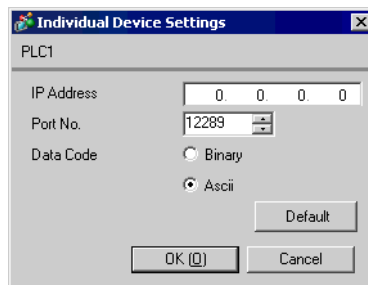 Individual Device Settings
PLC1
IP Address 0. 0. 0. 0
Port No. 12289
Data Code Binary
Ascii
Default
OK (O) Cancel